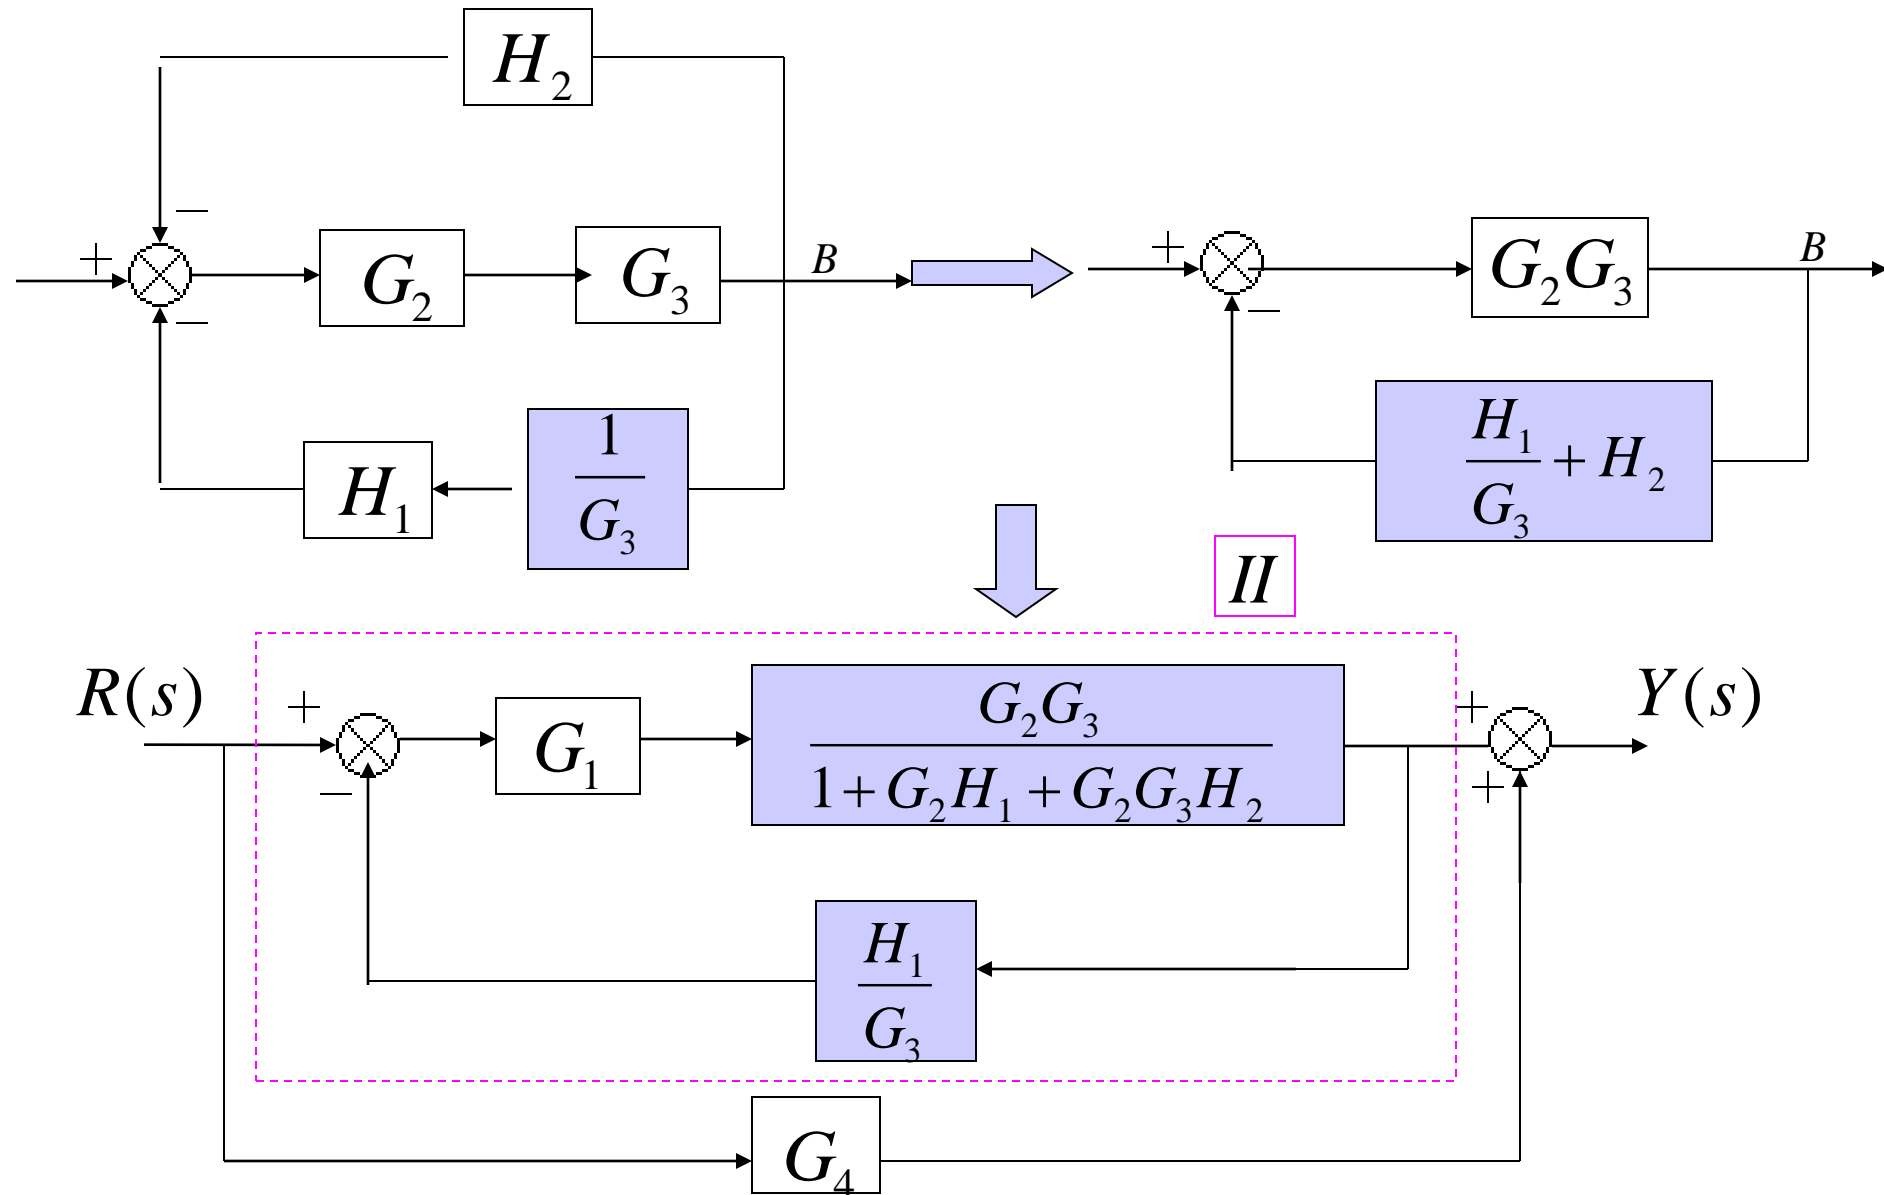 H₂
−
+ G₂ G₃ B
−
H₁ 1/G₃
+ G₂G₃ B
−
H₁/G₃ + H₂
II
R(s) + G₁ G₂G₃/(1+G₂H₁+G₂G₃H₂) + Y(s)
− +
H₁/G₃
G₄